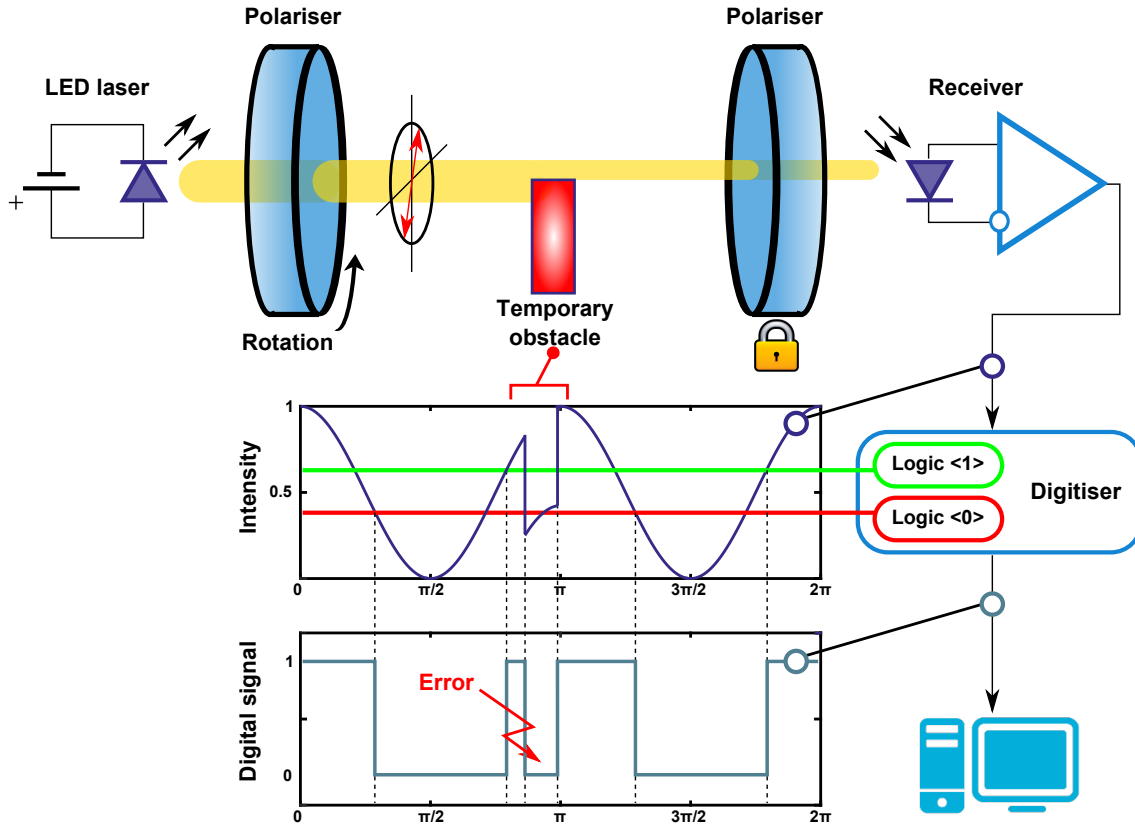 Polariser
Polariser
LED laser
Receiver
+
Rotation
Temporary
obstacle
1
0.5
Intensity
0
π/2
π
3π/2
2π
Logic <1>
Logic <0>
Digitiser
1
0
Digital signal
Error
0
π/2
π
3π/2
2π